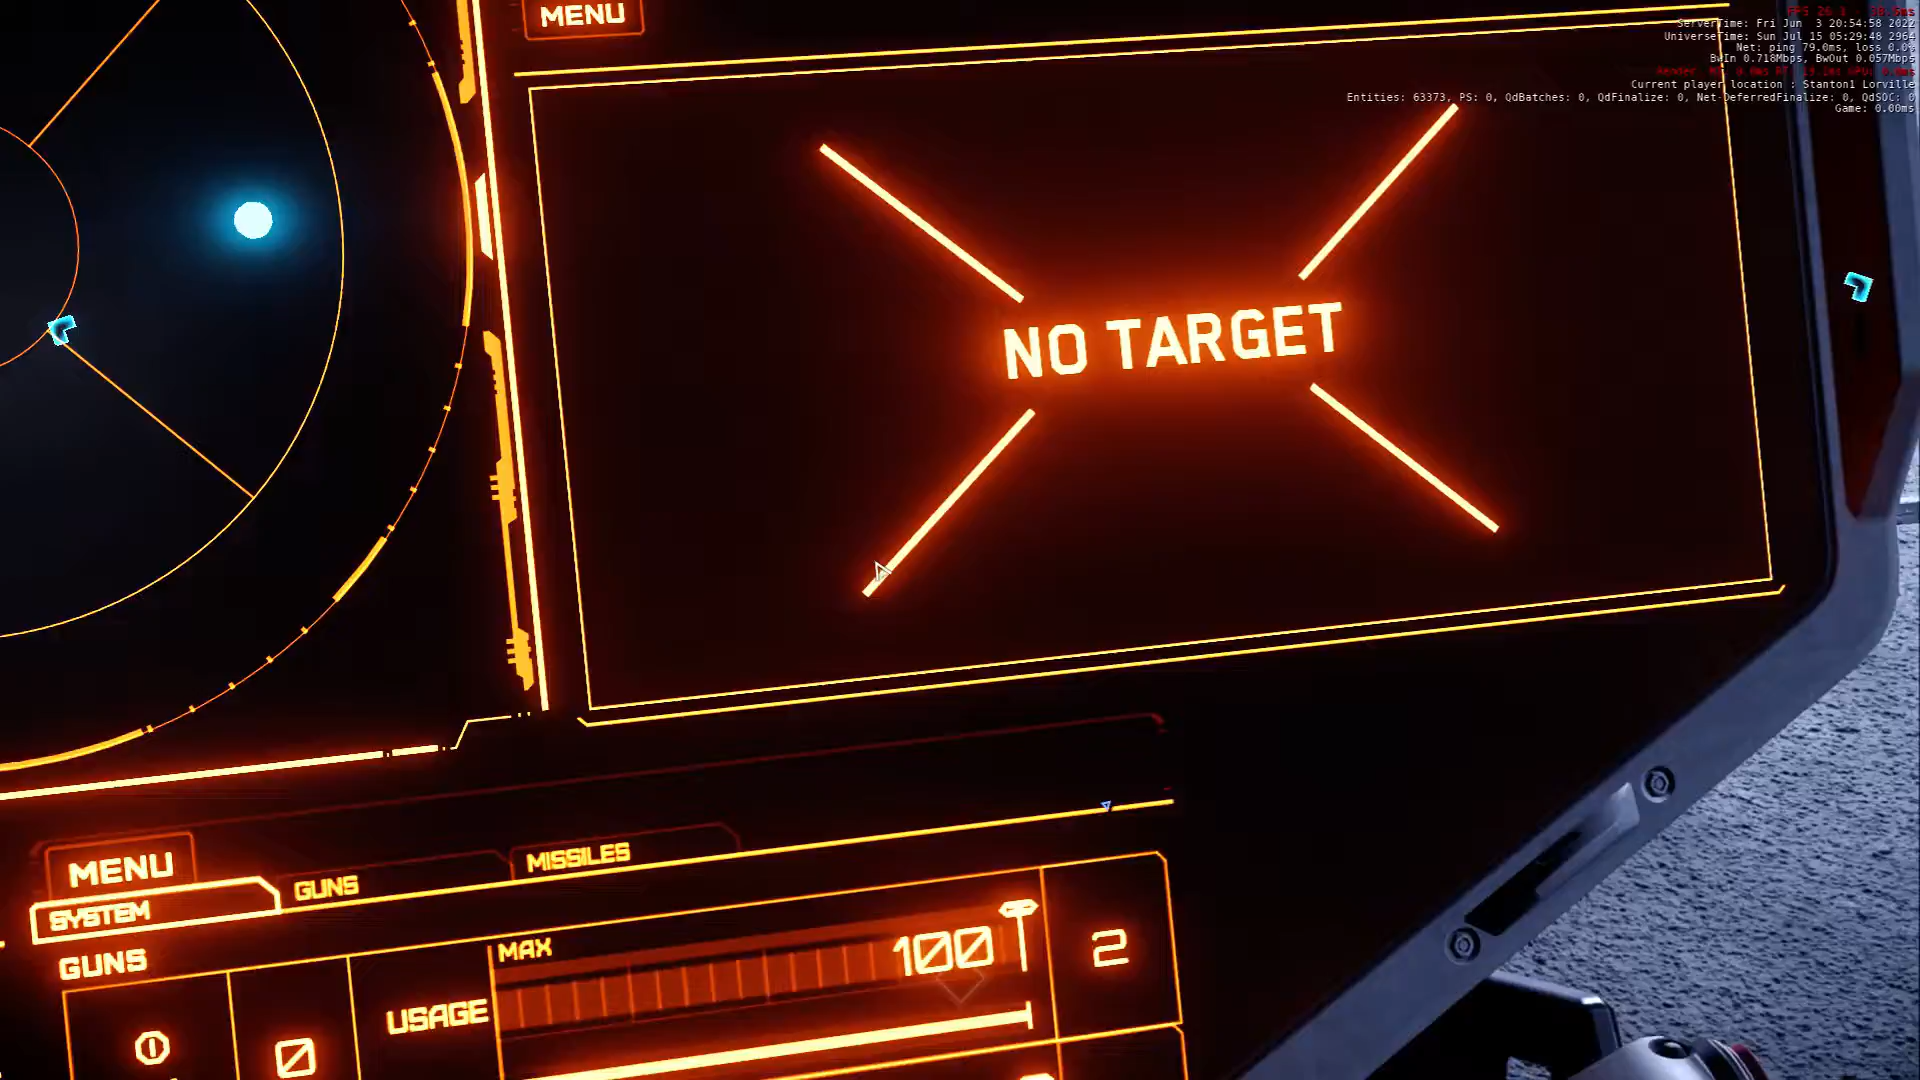 MENU
ServerTime: Fri Jun 3 20:54:58 2022
UniverseTime: Sun Jul 15 05:29:48 2964
Net: ping 79.0ms, loss 0.0%
BwIn 0.718Mbps, BwOut 0.057Mbps
Current player location : Stanton1 Lorville
Entities: 63373, PS: 0, QdBatches: 0, QdFinalize: 0, Net-DeferredFinalize: 0, QdSOC: 0
Game: 0.00ms
NO TARGET
MENU
SYSTEM
GUNS
MISSILES
GUNS
MAX
100
2
USAGE
0